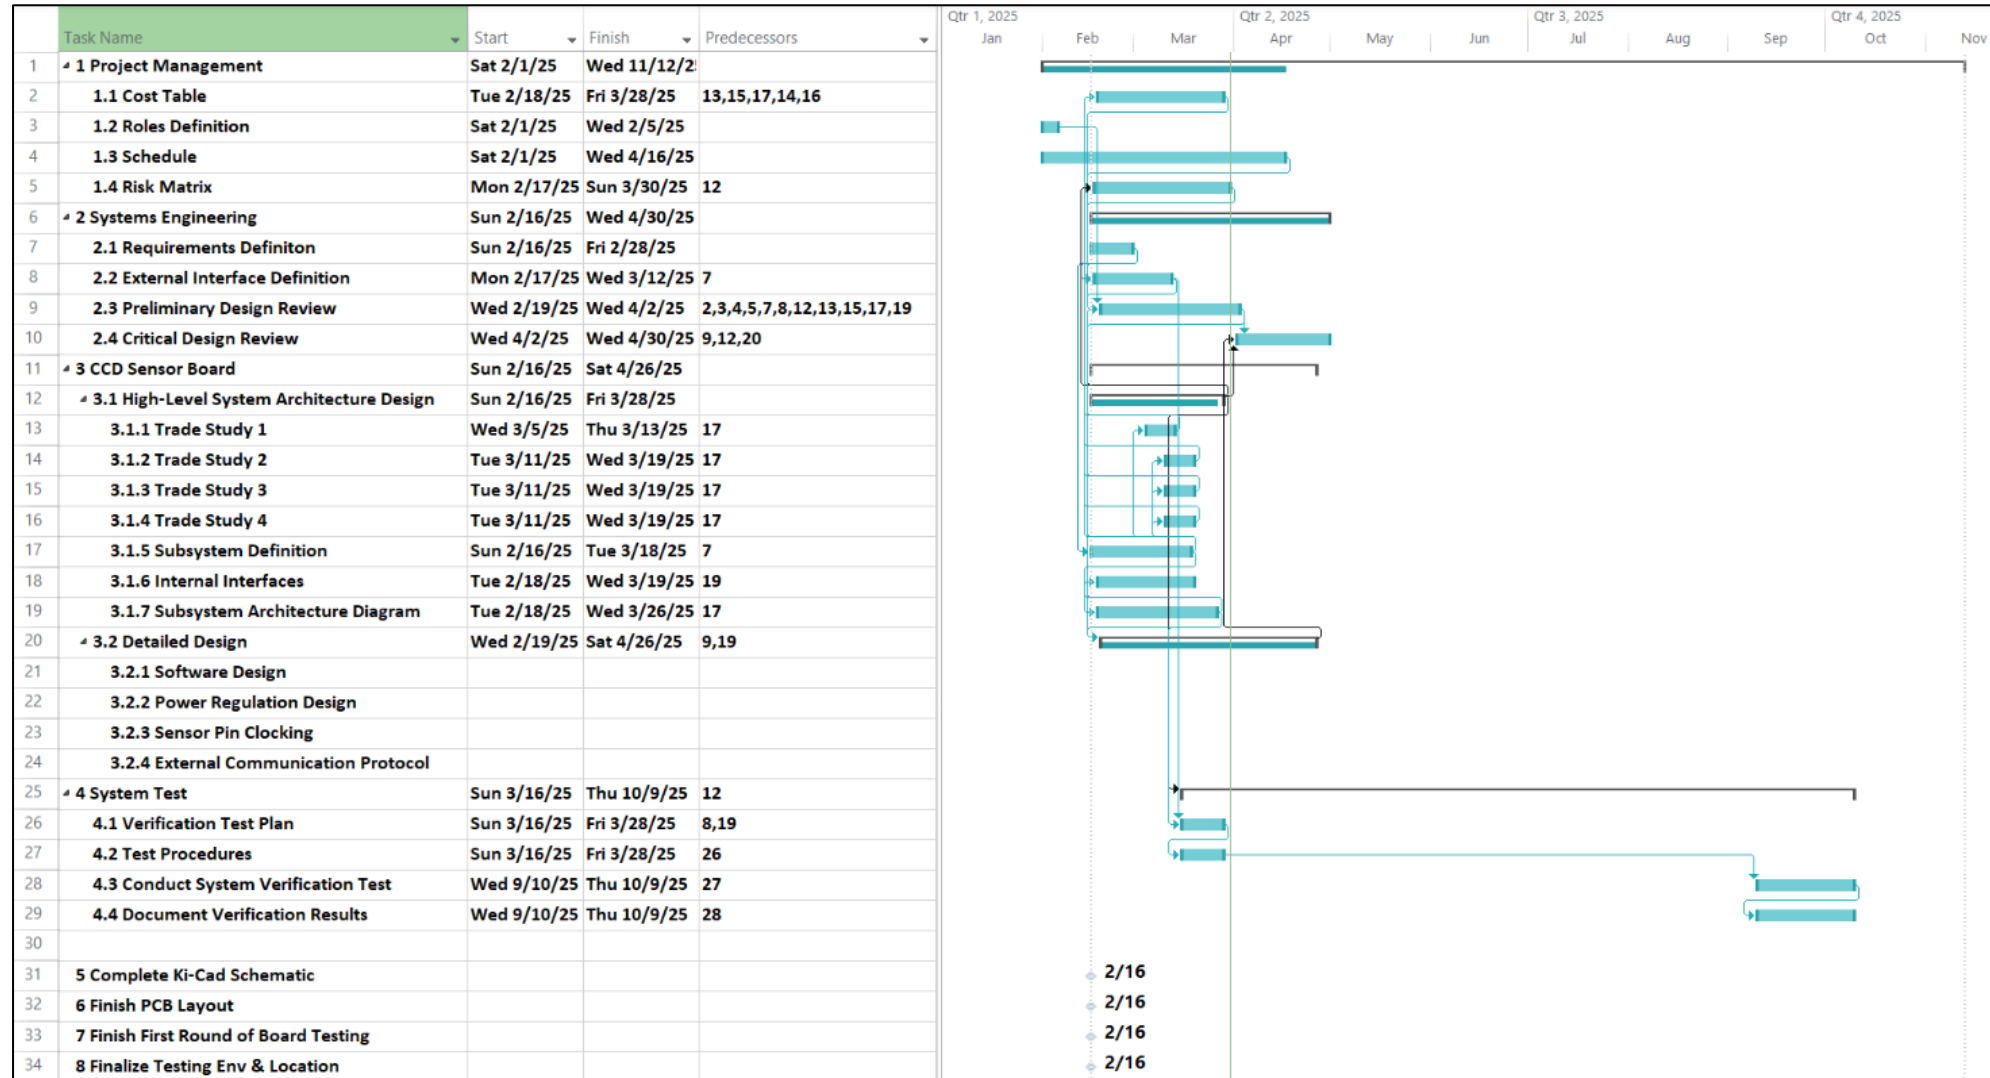 Qtr 1, 2025 Qtr 2, 2025 Qtr 3, 2025 Qtr 4, 2025
Task Name Start Finish Predecessors Jan Feb Mar Apr May Jun Jul Aug Sep Oct Nov
1 1 Project Management Sat 2/1/25 Wed 11/12/2
2 1.1 Cost Table Tue 2/18/25 Fri 3/28/25 13,15,17,14,16
3 1.2 Roles Definition Sat 2/1/25 Wed 2/5/25
4 1.3 Schedule Sat 2/1/25 Wed 4/16/25
5 1.4 Risk Matrix Mon 2/17/25 Sun 3/30/25 12
6 2 Systems Engineering Sun 2/16/25 Wed 4/30/25
7 2.1 Requirements Definiton Sun 2/16/25 Fri 2/28/25
8 2.2 External Interface Definition Mon 2/17/25 Wed 3/12/25 7
9 2.3 Preliminary Design Review Wed 2/19/25 Wed 4/2/25 2,3,4,5,7,8,12,13,15,17,19
10 2.4 Critical Design Review Wed 4/2/25 Wed 4/30/25 9,12,20
11 3 CCD Sensor Board Sun 2/16/25 Sat 4/26/25
12 3.1 High-Level System Architecture Design Sun 2/16/25 Fri 3/28/25
13 3.1.1 Trade Study 1 Wed 3/5/25 Thu 3/13/25 17
14 3.1.2 Trade Study 2 Tue 3/11/25 Wed 3/19/25 17
15 3.1.3 Trade Study 3 Tue 3/11/25 Wed 3/19/25 17
16 3.1.4 Trade Study 4 Tue 3/11/25 Wed 3/19/25 17
17 3.1.5 Subsystem Definition Sun 2/16/25 Tue 3/18/25 7
18 3.1.6 Internal Interfaces Tue 2/18/25 Wed 3/19/25 19
19 3.1.7 Subsystem Architecture Diagram Tue 2/18/25 Wed 3/26/25 17
20 3.2 Detailed Design Wed 2/19/25 Sat 4/26/25 9,19
21 3.2.1 Software Design
22 3.2.2 Power Regulation Design
23 3.2.3 Sensor Pin Clocking
24 3.2.4 External Communication Protocol
25 4 System Test Sun 3/16/25 Thu 10/9/25 12
26 4.1 Verification Test Plan Sun 3/16/25 Fri 3/28/25 8,19
27 4.2 Test Procedures Sun 3/16/25 Fri 3/28/25 26
28 4.3 Conduct System Verification Test Wed 9/10/25 Thu 10/9/25 27
29 4.4 Document Verification Results Wed 9/10/25 Thu 10/9/25 28
30
31 5 Complete Ki-Cad Schematic 2/16
32 6 Finish PCB Layout 2/16
33 7 Finish First Round of Board Testing 2/16
34 8 Finalize Testing Env & Location 2/16